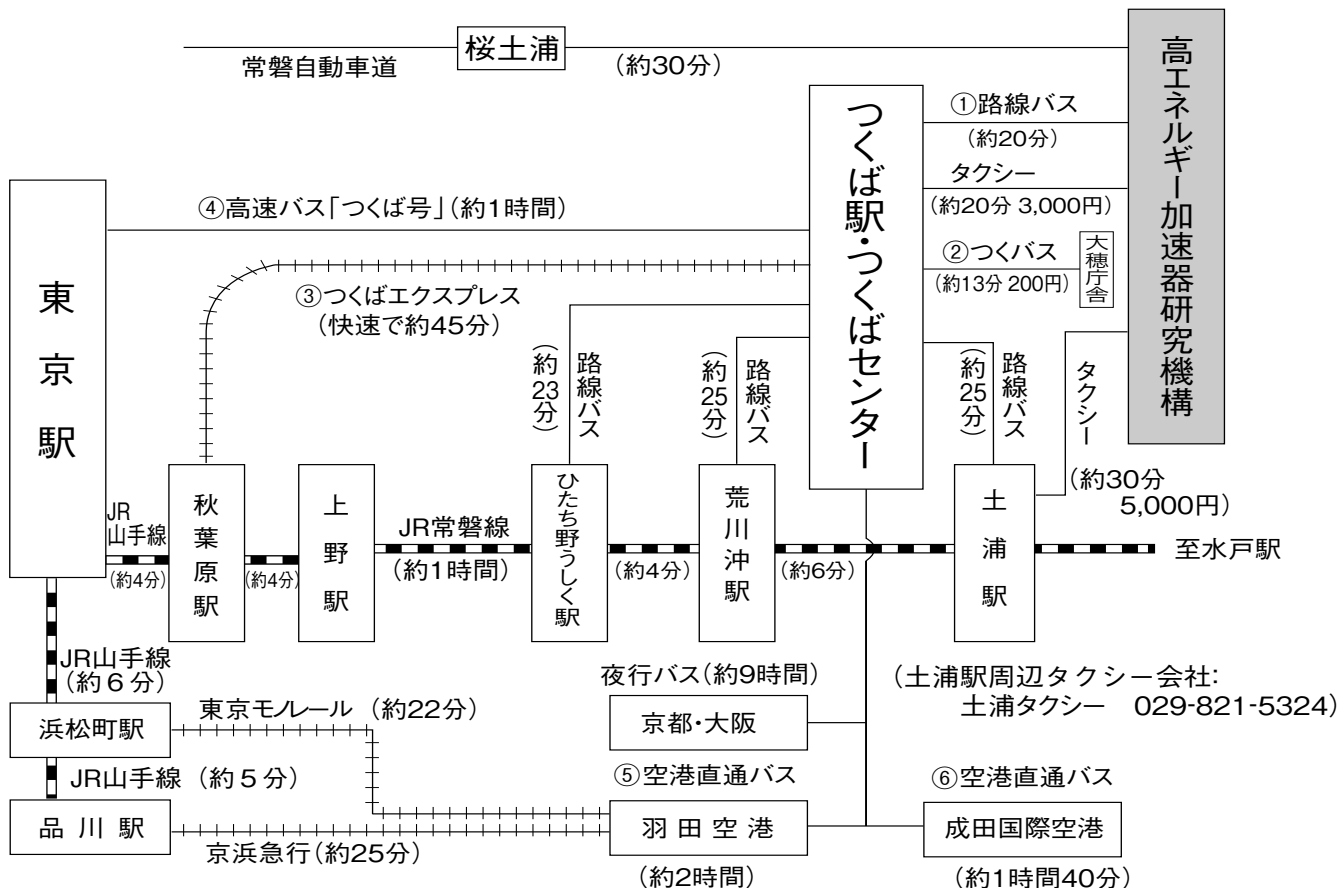 常磐自動車道
桜土浦
(約30分)
高エネルギー加速器研究機構
つくば駅・つくばセンター
①路線バス
(約20分)
タクシー
(約20分 3,000円)
②つくバス
(約13分 200円)
大穂庁舎
東京駅
④高速バス「つくば号」(約1時間)
③つくばエクスプレス
(快速で約45分)
路線バス
(約23分)
路線バス
(約25分)
路線バス
(約25分)
タクシー
(約30分
5,000円)
JR
山手線
(約4分)
秋葉原駅
(約4分)
上野駅
JR常磐線
(約1時間)
ひたち野うしく駅
(約4分)
荒川沖駅
(約6分)
土浦駅
至水戸駅
JR山手線
(約6分)
浜松町駅
東京モノレール (約22分)
JR山手線 (約5分)
品川駅
京浜急行(約25分)
夜行バス(約9時間)
京都・大阪
(土浦駅周辺タクシー会社:
土浦タクシー 029-821-5324)
⑤空港直通バス
羽田空港
(約2時間)
⑥空港直通バス
成田国際空港
(約1時間40分)